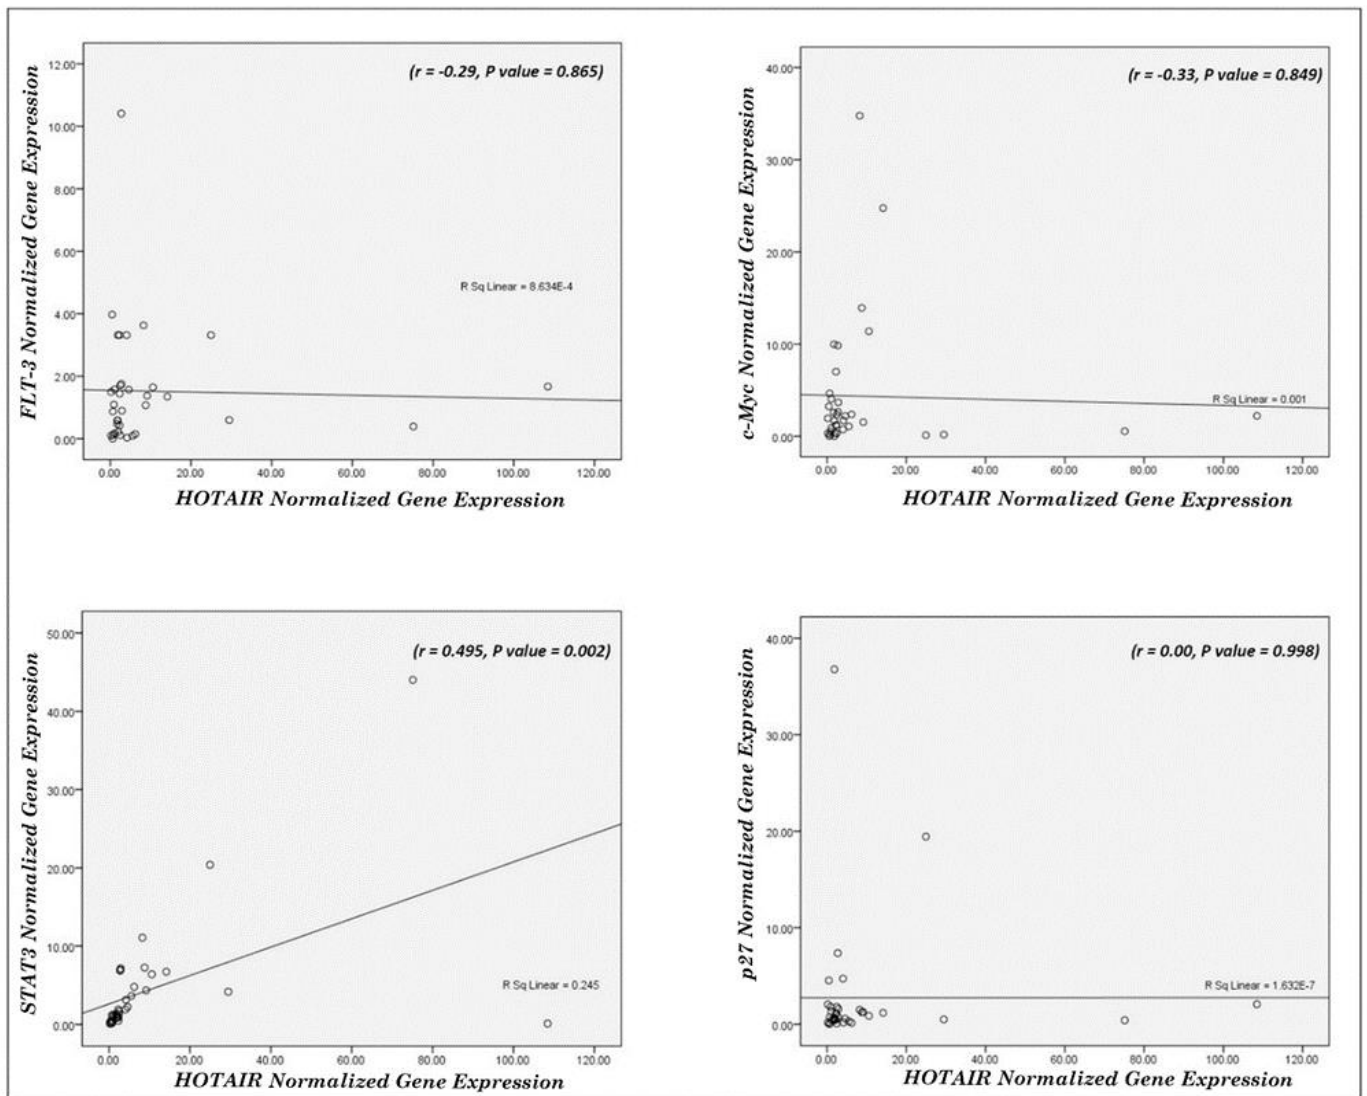 FLT-3 Normalized Gene Expression
12.00
10.00
8.00
6.00
4.00
2.00
0.00
(r = -0.29, P value = 0.865)
R Sq Linear = 8.634E-4
0.00 20.00 40.00 60.00 80.00 100.00 120.00
HOTAIR Normalized Gene Expression
c-Myc Normalized Gene Expression
40.00
30.00
20.00
10.00
0.00
(r = -0.33, P value = 0.849)
R Sq Linear = 0.001
0.00 20.00 40.00 60.00 80.00 100.00 120.00
HOTAIR Normalized Gene Expression
STAT3 Normalized Gene Expression
50.00
40.00
30.00
20.00
10.00
0.00
(r = 0.495, P value = 0.002)
R Sq Linear = 0.245
0.00 20.00 40.00 60.00 80.00 100.00 120.00
HOTAIR Normalized Gene Expression
p27 Normalized Gene Expression
40.00
30.00
20.00
10.00
0.00
(r = 0.00, P value = 0.998)
R Sq Linear = 1.632E-7
0.00 20.00 40.00 60.00 80.00 100.00 120.00
HOTAIR Normalized Gene Expression